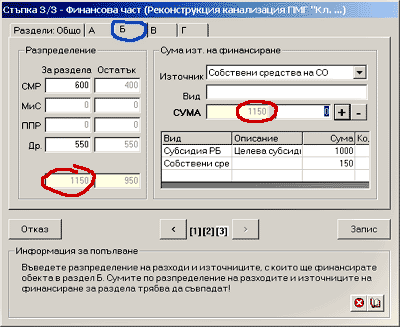 Стъпка 3/3 - Финансова част (Реконструкция канализация ПМГ "Кл. ...)
Раздели: Общо А Б В Г
Разпределение
За раздела Остатък
СМР 600 400
МиС 0 0
ППР 0 0
Др. 550 550
1150 950
Сума изт. на финансиране
Източник Собствени средства на СО
Вид
СУМА 1150 0 + -
Вид Описание Сума Ко.
Субсидия РБ Целева субсиди 1000
Собствени сре 150
Отказ < [1][2][3] > Запис
Информация за попълване
Въведете разпределение на разходи и източниците, с които ще финансирате
обекта в раздел Б. Сумите по разпределение на разходите и източниците на
финансиране за раздела трябва да съвпадат!